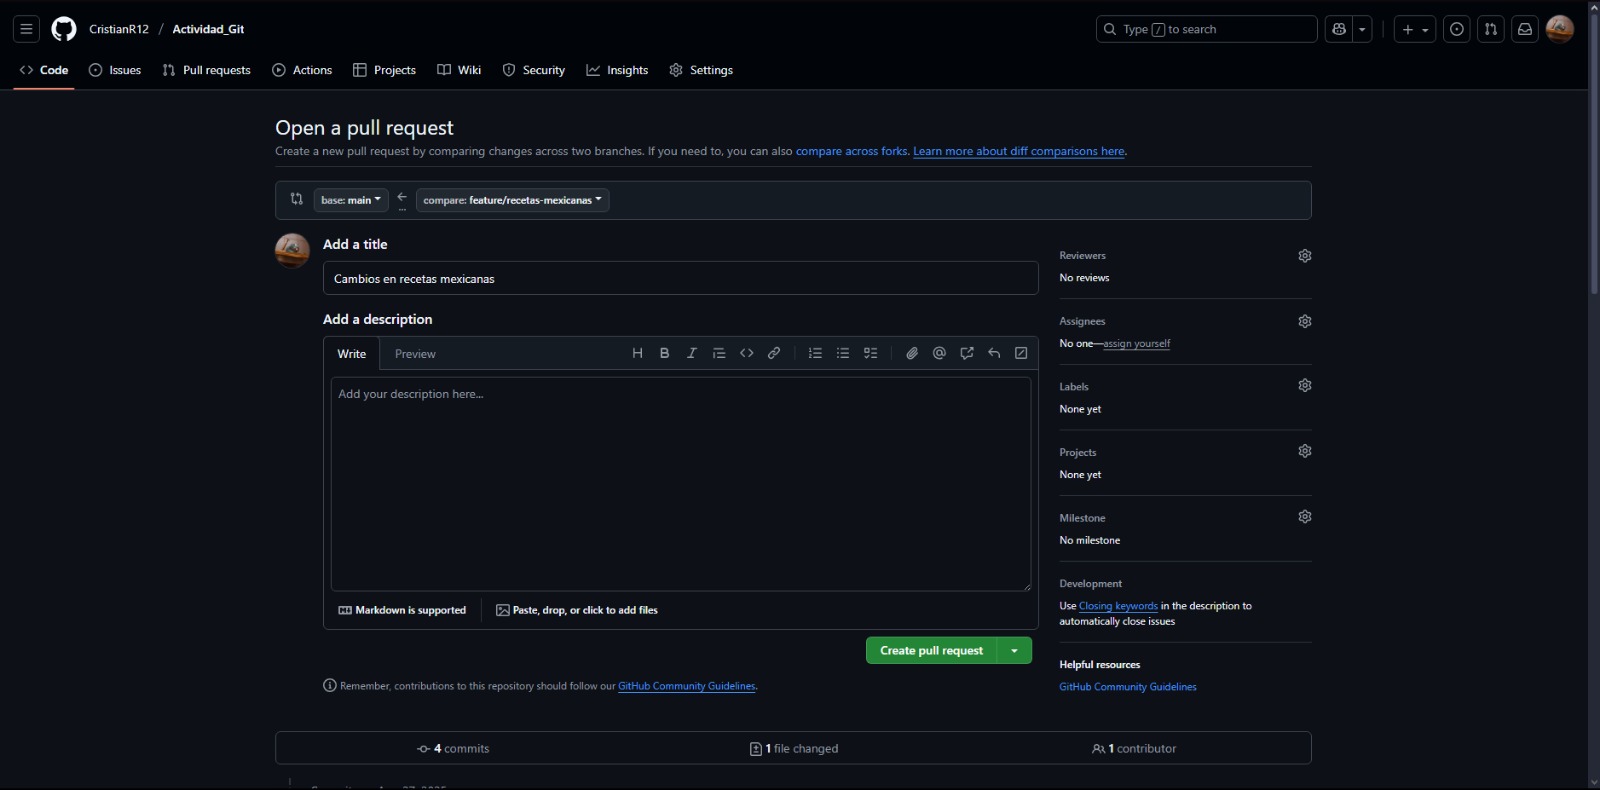 CristianR12 / Actividad_Git
Type / to search
Code Issues Pull requests Actions Projects Wiki Security Insights Settings
Open a pull request
Create a new pull request by comparing changes across two branches. If you need to, you can also compare across forks. Learn more about diff comparisons here.
base: main ← ... compare: feature/recetas-mexicanas
Add a title
Cambios en recetas mexicanas
Add a description
Write Preview
Add your description here...
Markdown is supported Paste, drop, or click to add files
Create pull request
Remember, contributions to this repository should follow our GitHub Community Guidelines.
Reviewers
No reviews
Assignees
No one—assign yourself
Labels
None yet
Projects
None yet
Milestone
No milestone
Development
Use Closing keywords in the description to
automatically close issues
Helpful resources
GitHub Community Guidelines
4 commits 1 file changed 1 contributor